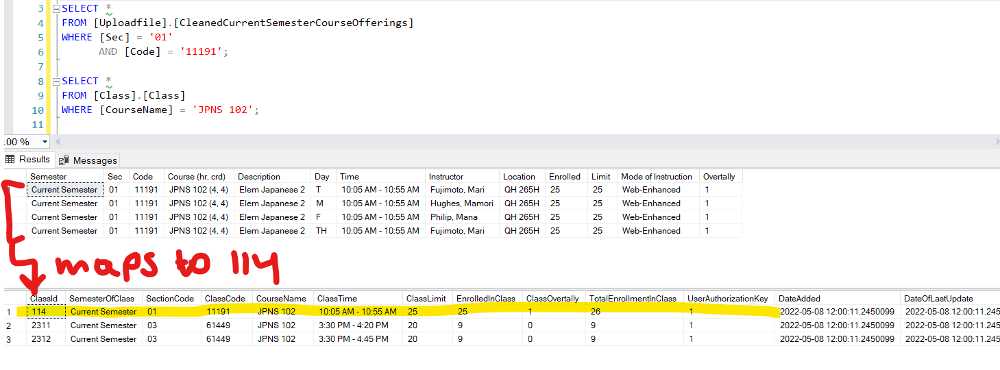 3 SELECT *
4 FROM [Uploadfile].[CleanedCurrentSemesterCourseOfferings]
5 WHERE [Sec] = '01'
6 AND [Code] = '11191';
7
8 SELECT *
9 FROM [Class].[Class]
10 WHERE [CourseName] = 'JPNS 102';
11
.00 %
Results Messages
Semester Sec Code Course (hr, crd) Description Day Time Instructor Location Enrolled Limit Mode of Instruction Overtally
Current Semester 01 11191 JPNS 102 (4, 4) Elem Japanese 2 T 10:05 AM - 10:55 AM Fujimoto, Mari QH 265H 25 25 Web-Enhanced 1
Current Semester 01 11191 JPNS 102 (4, 4) Elem Japanese 2 M 10:05 AM - 10:55 AM Hughes, Mamori QH 265H 25 25 Web-Enhanced 1
Current Semester 01 11191 JPNS 102 (4, 4) Elem Japanese 2 F 10:05 AM - 10:55 AM Philip, Mana QH 265H 25 25 Web-Enhanced 1
Current Semester 01 11191 JPNS 102 (4, 4) Elem Japanese 2 TH 10:05 AM - 10:55 AM Fujimoto, Mari QH 265H 25 25 Web-Enhanced 1
maps to 114
ClassId SemesterOfClass SectionCode ClassCode CourseName ClassTime ClassLimit EnrolledInClass ClassOvertally TotalEnrollmentInClass UserAuthorizationKey DateAdded DateOfLastUpdate
1 114 Current Semester 01 11191 JPNS 102 10:05 AM - 10:55 AM 25 25 1 26 1 2022-05-08 12:00:11.2450099 2022-05-08 12:00:11.245
2 2311 Current Semester 03 61449 JPNS 102 3:30 PM - 4:20 PM 20 9 0 9 1 2022-05-08 12:00:11.2450099 2022-05-08 12:00:11.245
3 2312 Current Semester 03 61449 JPNS 102 3:30 PM - 4:45 PM 20 9 0 9 1 2022-05-08 12:00:11.2450099 2022-05-08 12:00:11.245